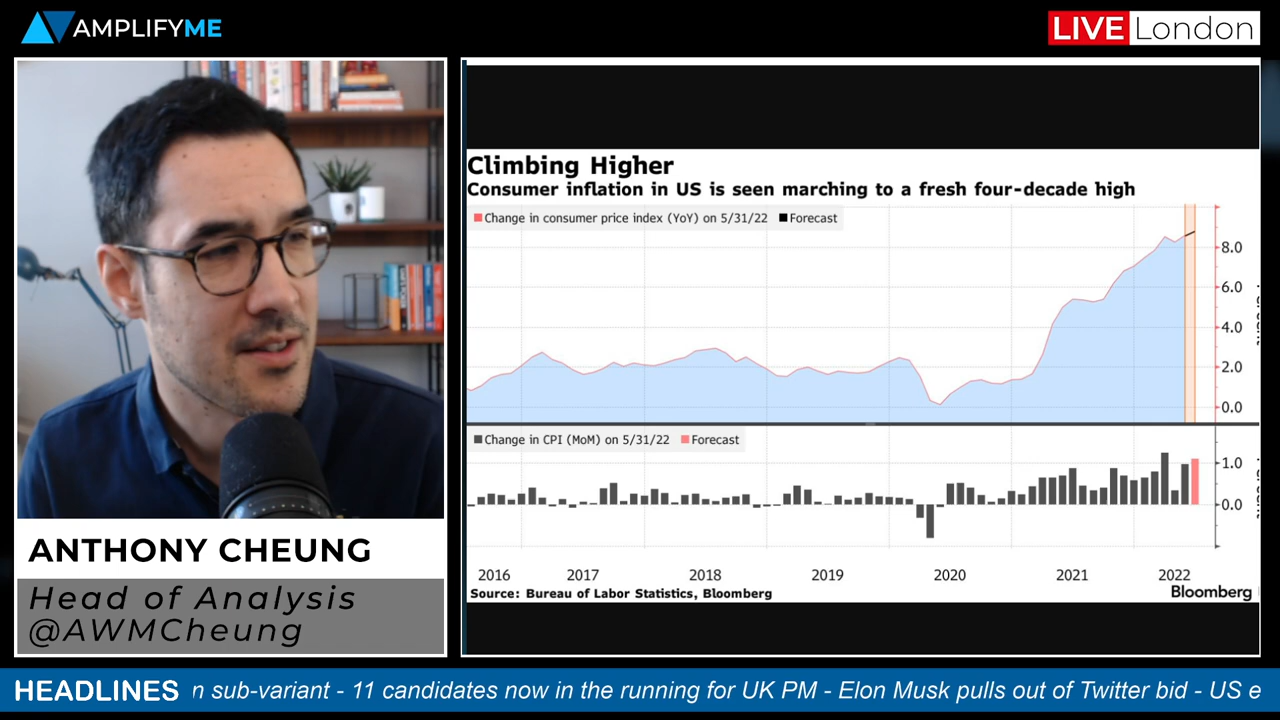 AMPLIFYME
LIVE London
Climbing Higher
Consumer inflation in US is seen marching to a fresh four-decade high
Change in consumer price index (YoY) on 5/31/22 Forecast
8.0
6.0
4.0
2.0
0.0
Change in CPI (MoM) on 5/31/22 Forecast
1.0
0.0
2016 2017 2018 2019 2020 2021 2022
Source: Bureau of Labor Statistics, Bloomberg
Bloomberg
ANTHONY CHEUNG
Head of Analysis
@AWMCheung
HEADLINES n sub-variant - 11 candidates now in the running for UK PM - Elon Musk pulls out of Twitter bid - US e